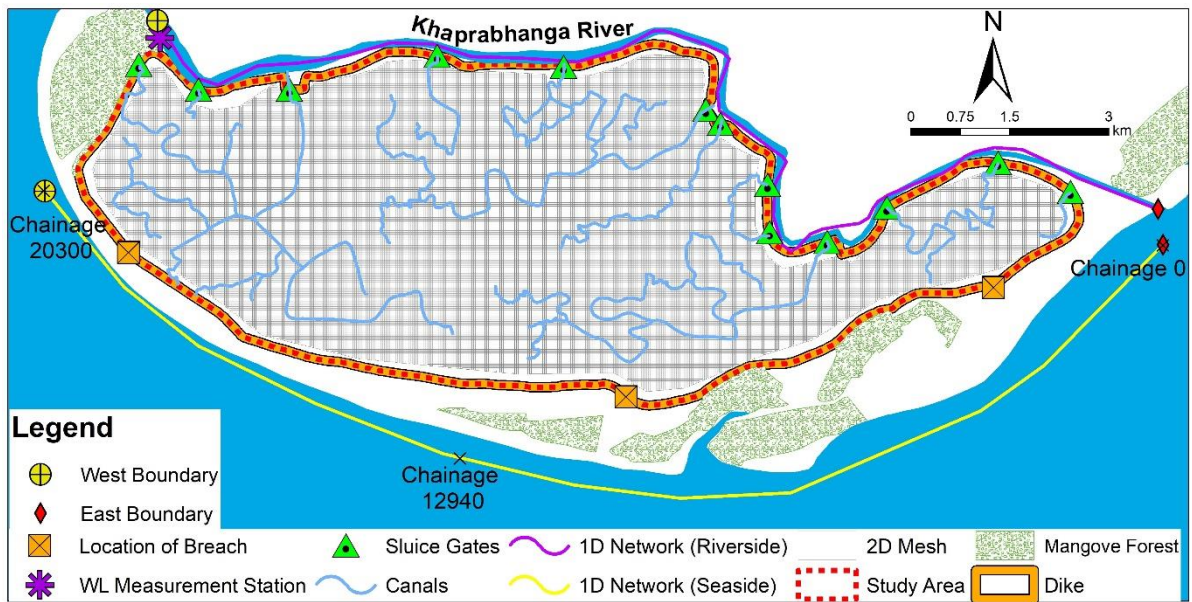 Khaprabhanga River
N
0 0.75 1.5 3
km
Chainage
20300
Chainage 0
Chainage
12940
Legend
West Boundary
East Boundary
Location of Breach
Sluice Gates
1D Network (Riverside)
2D Mesh
Mangove Forest
WL Measurement Station
Canals
1D Network (Seaside)
Study Area
Dike